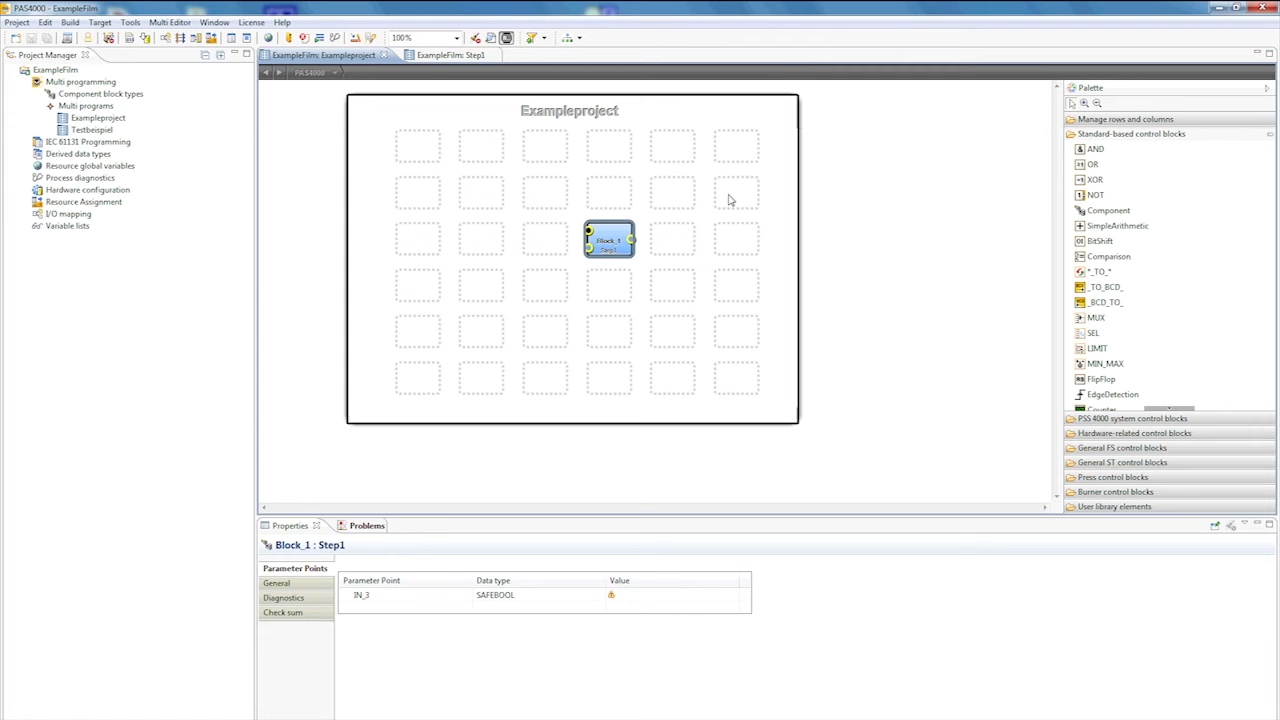 PAS4000 - ExampleFilm
Project Edit Build Target Tools Multi Editor Window License Help
100%
Project Manager
ExampleFilm: Exampleproject
ExampleFilm: Step1
ExampleFilm
Multi programming
Component block types
Multi programs
Exampleproject
Testbeispiel
IEC 61131 Programming
Derived data types
Resource global variables
Process diagnostics
Hardware configuration
Resource Assignment
I/O mapping
Variable lists
PAS4000
Exampleproject
Block_1
Step1
Palette
Manage rows and columns
Standard-based control blocks
AND
OR
XOR
NOT
Component
SimpleArithmetic
BitShift
Comparison
*_TO_*
_TO_BCD_
_BCD_TO_
MUX
SEL
LIMIT
MIN_MAX
FlipFlop
EdgeDetection
Counter
PSS 4000 system control blocks
Hardware-related control blocks
General FS control blocks
General ST control blocks
Press control blocks
Burner control blocks
User library elements
Properties
Problems
Block_1 : Step1
Parameter Points
General
Diagnostics
Check sum
Parameter Point Data type Value
IN_3 SAFEBOOL